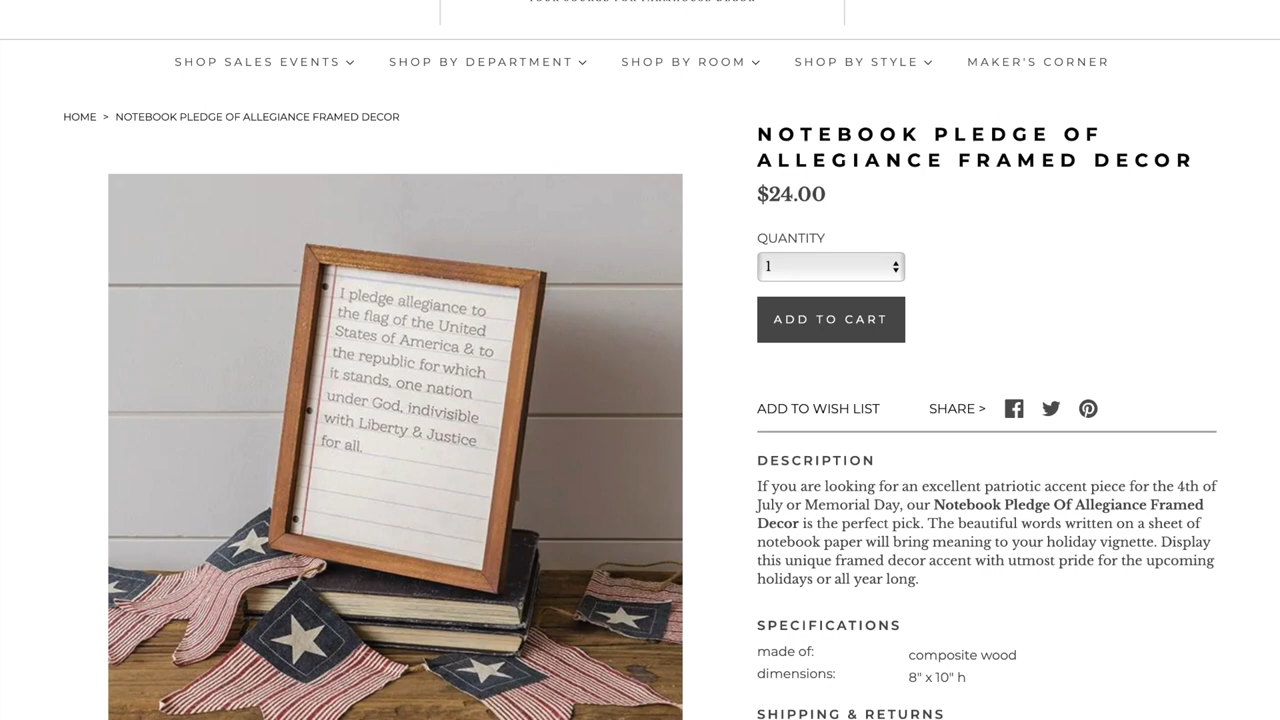 YOUR SOURCE FOR FARMHOUSE DECOR
SHOP SALES EVENTS SHOP BY DEPARTMENT SHOP BY ROOM SHOP BY STYLE MAKER'S CORNER
HOME > NOTEBOOK PLEDGE OF ALLEGIANCE FRAMED DECOR
I pledge allegiance to
the flag of the United
States of America & to
the republic for which
it stands, one nation
under God, indivisible
with Liberty & Justice
for all.
NOTEBOOK PLEDGE OF
ALLEGIANCE FRAMED DECOR
$24.00
QUANTITY
1
ADD TO CART
ADD TO WISH LIST SHARE >
DESCRIPTION
If you are looking for an excellent patriotic accent piece for the 4th of
July or Memorial Day, our Notebook Pledge Of Allegiance Framed
Decor is the perfect pick. The beautiful words written on a sheet of
notebook paper will bring meaning to your holiday vignette. Display
this unique framed decor accent with utmost pride for the upcoming
holidays or all year long.
SPECIFICATIONS
made of: composite wood
dimensions: 8" x 10" h
SHIPPING & RETURNS